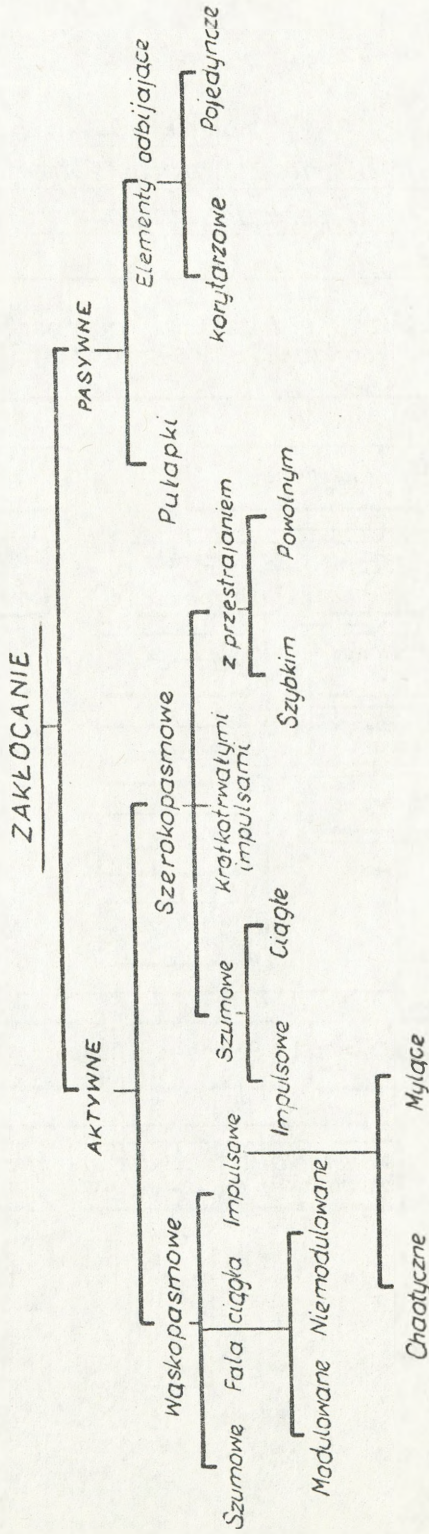 ZAKŁOCANIE
AKTYWNE
PASYWNE
Wąskopasmowe
Szerokopasmowe
Pułapki
Elementy odbijające
Szumowe
Fala ciągła
Impulsowe
Szumowe
Krótkotrwałymi
impulsami
z przestrajaniem
korytarzowe
Pojedyncze
Modulowane
Niemodulowane
Impulsowe
Ciągłe
Szybkim
Powolnym
Chaotyczne
Mylące